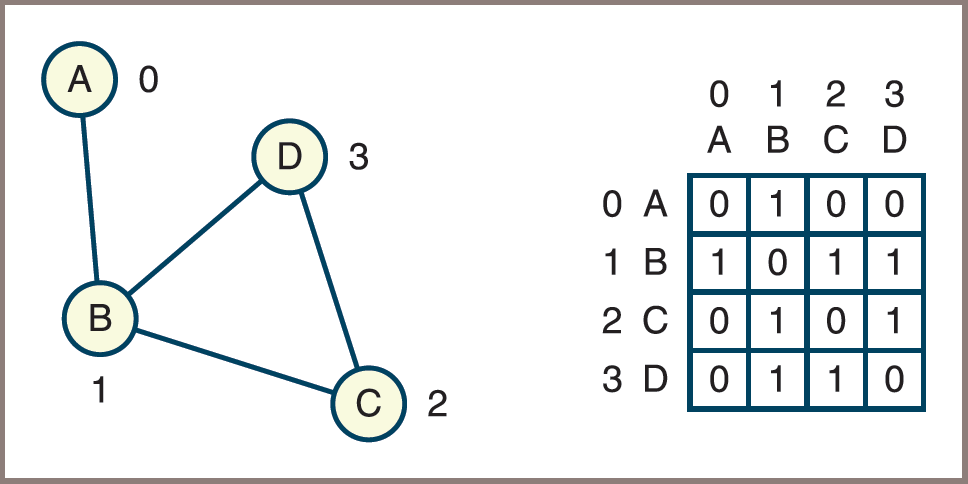 A 0
D 3
B
1
C 2
0 1 2 3
A B C D
0 A 0 1 0 0
1 B 1 0 1 1
2 C 0 1 0 1
3 D 0 1 1 0